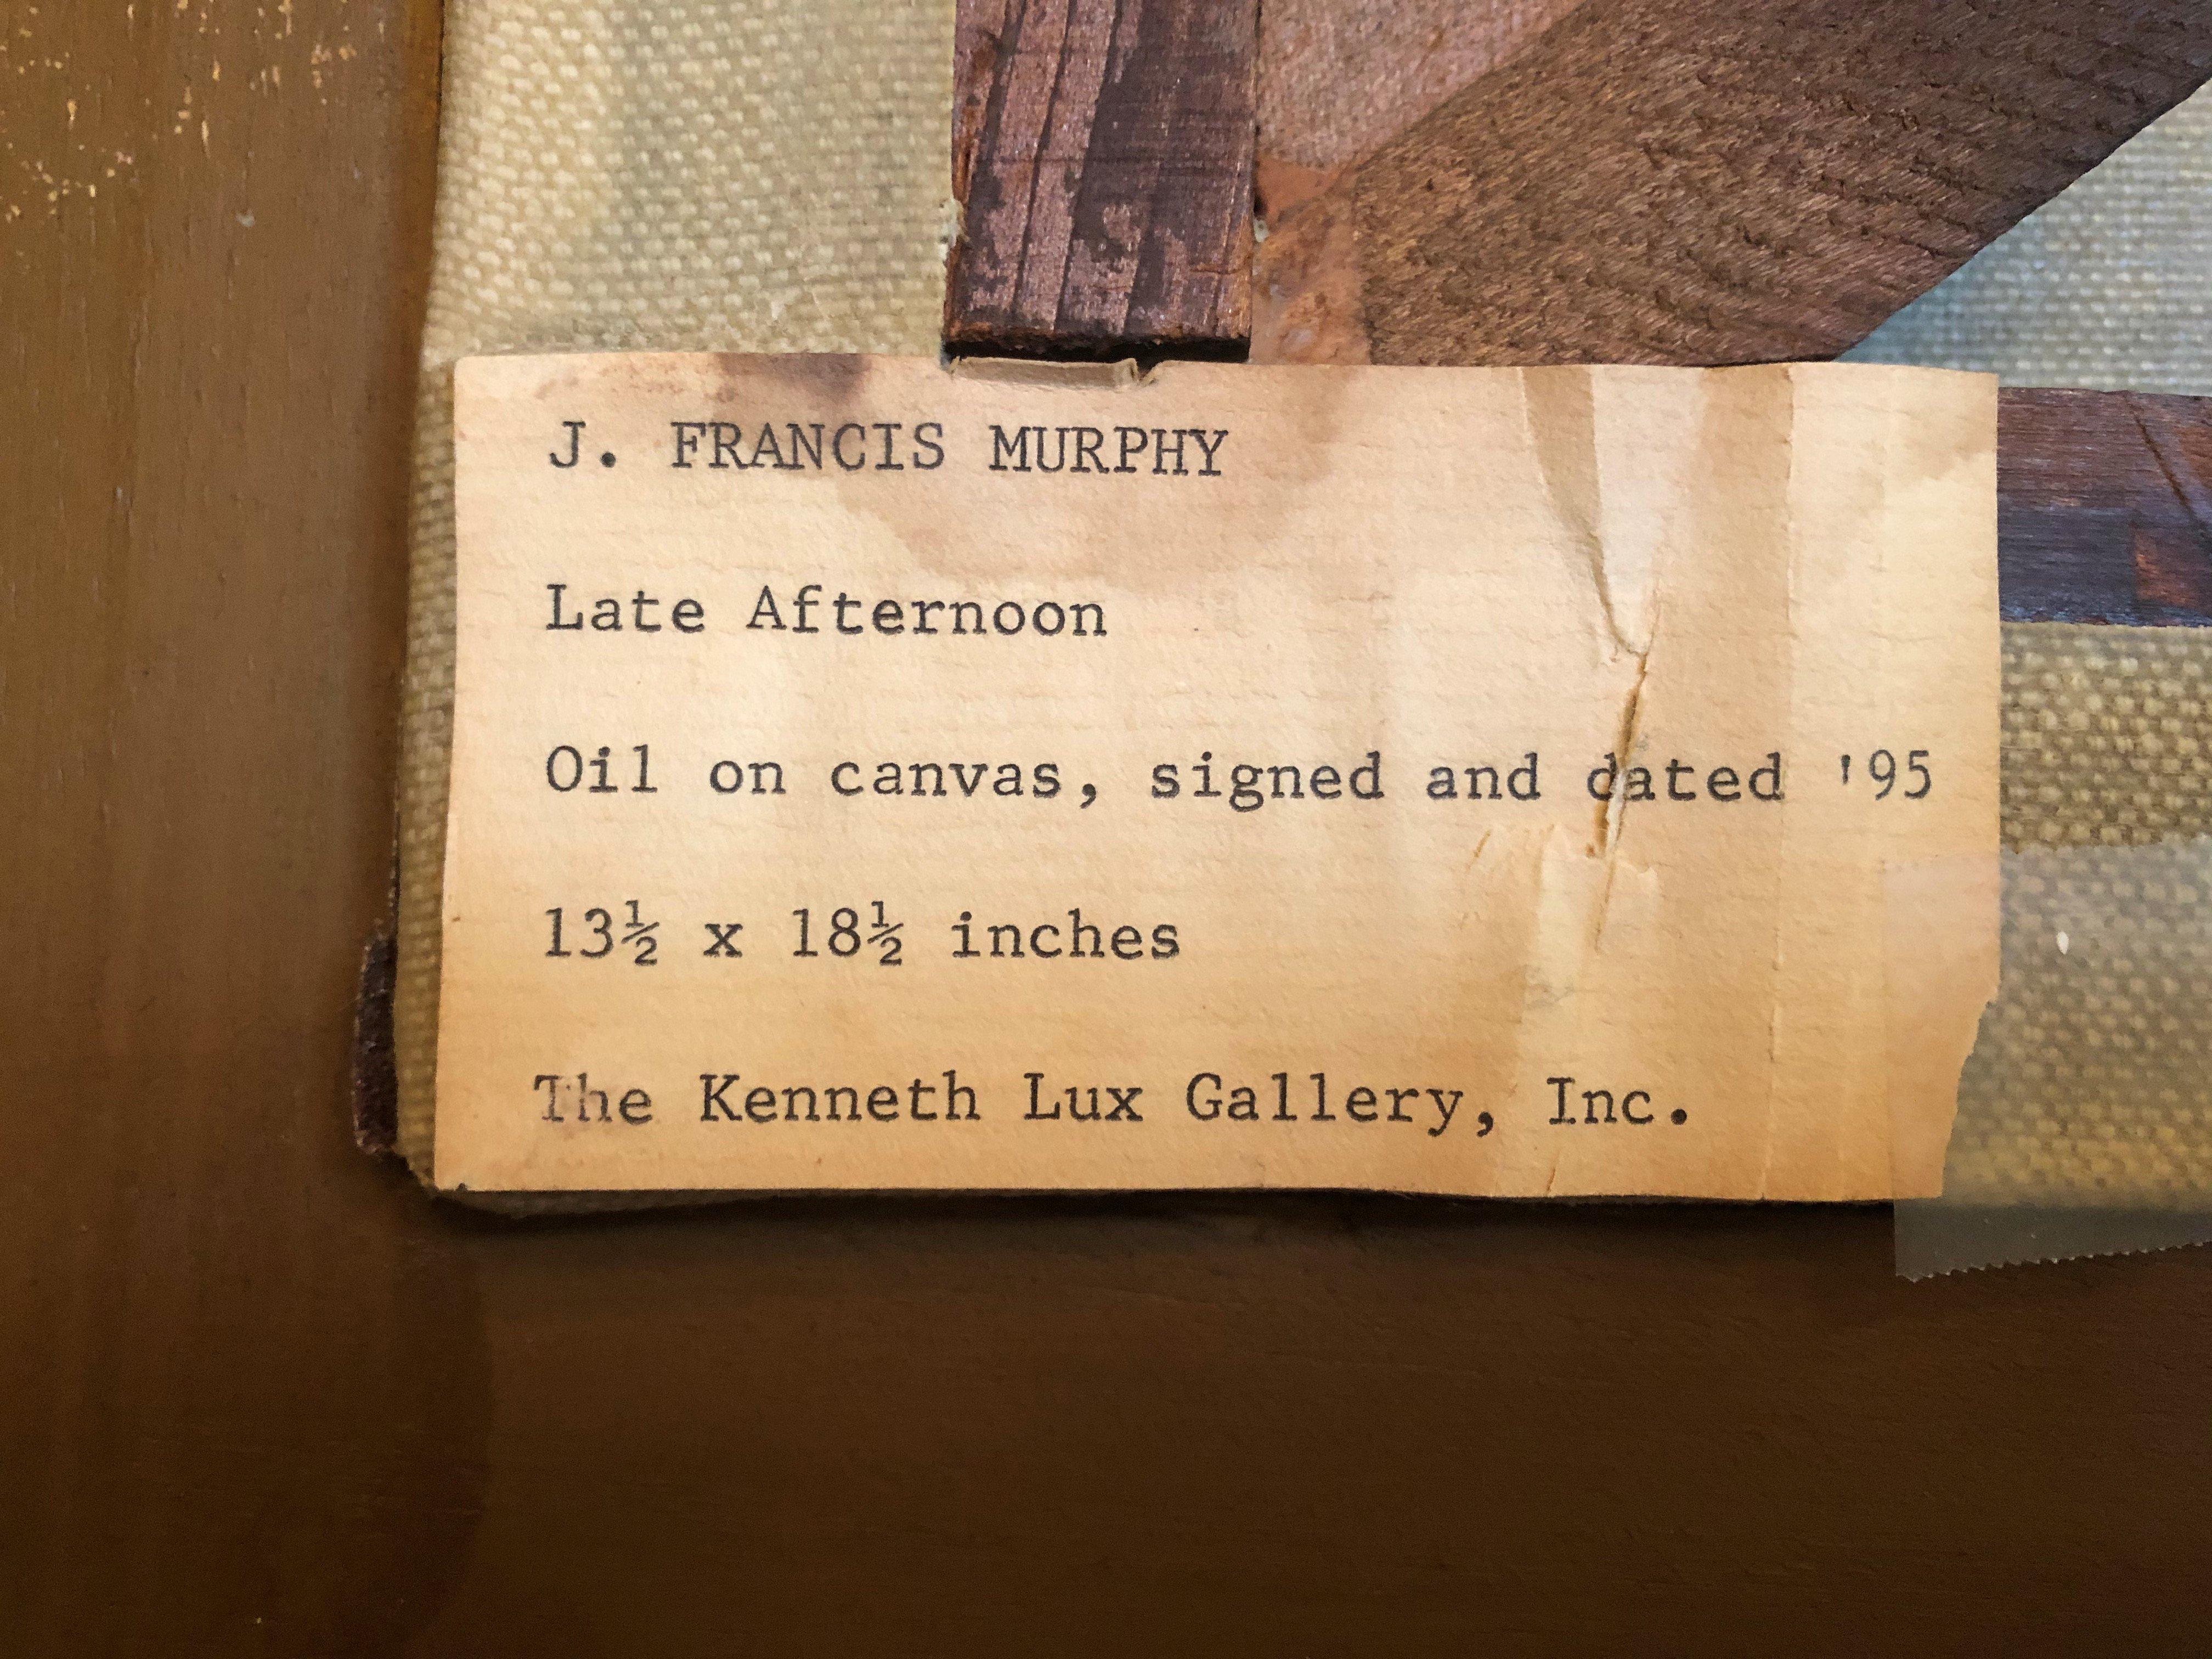 J. FRANCIS MURPHY
Late Afternoon
Oil on canvas, signed and dated '95
13½ x 18½ inches
The Kenneth Lux Gallery, Inc.